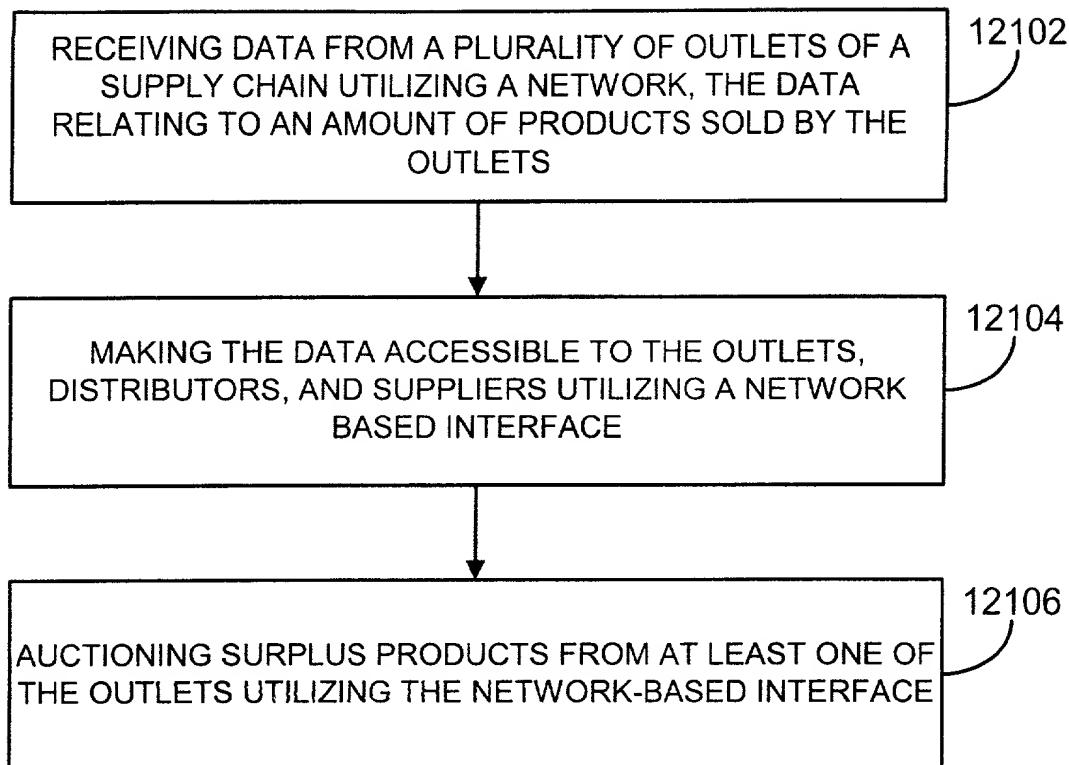 RECEIVING DATA FROM A PLURALITY OF OUTLETS OF A
SUPPLY CHAIN UTILIZING A NETWORK, THE DATA
RELATING TO AN AMOUNT OF PRODUCTS SOLD BY THE
OUTLETS
12102
MAKING THE DATA ACCESSIBLE TO THE OUTLETS,
DISTRIBUTORS, AND SUPPLIERS UTILIZING A NETWORK
BASED INTERFACE
12104
AUCTIONING SURPLUS PRODUCTS FROM AT LEAST ONE OF
THE OUTLETS UTILIZING THE NETWORK-BASED INTERFACE
12106